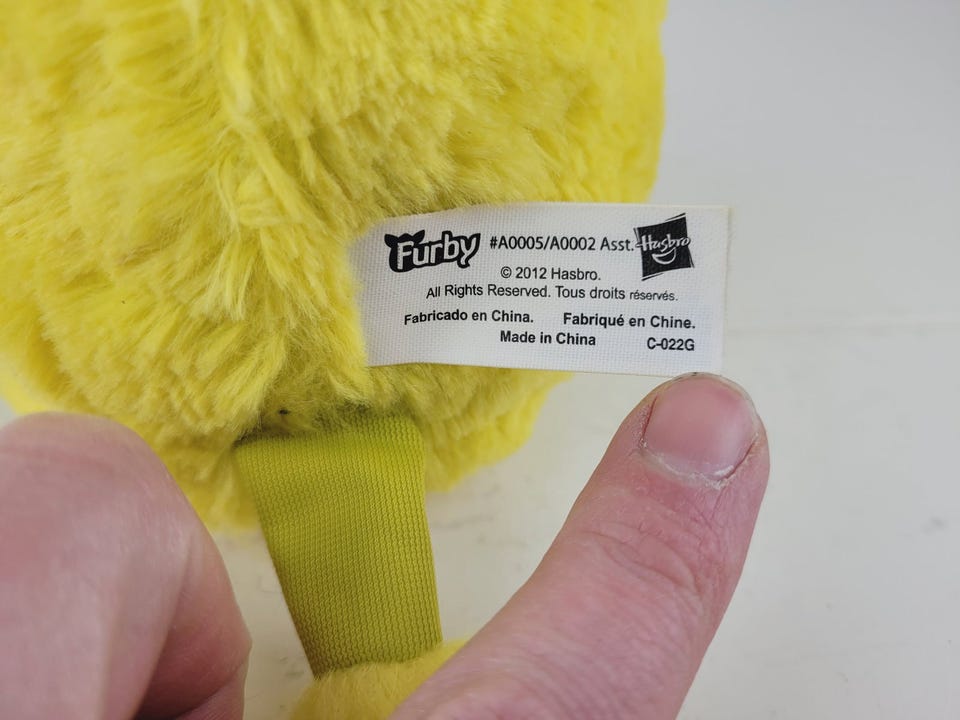 Furby #A0005/A0002 Asst. Hasbro
© 2012 Hasbro.
All Rights Reserved. Tous droits réservés.
Fabricado en China. Fabriqué en Chine.
Made in China C-022G